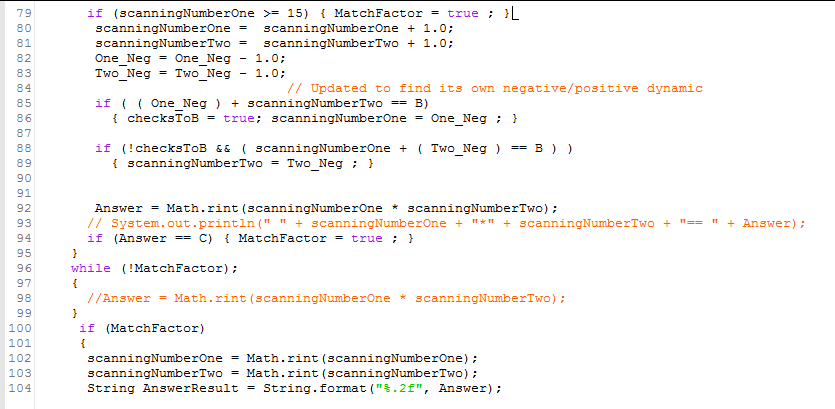 79 if (scanningNumberOne >= 15) { MatchFactor = true ; }
80 scanningNumberOne = scanningNumberOne + 1.0;
81 scanningNumberTwo = scanningNumberTwo + 1.0;
82 One_Neg = One_Neg - 1.0;
83 Two_Neg = Two_Neg - 1.0;
84 // Updated to find its own negative/positive dynamic
85 if ( ( One_Neg ) + scanningNumberTwo == B)
86 { checksToB = true; scanningNumberOne = One_Neg ; }
87
88 if (!checksToB && ( scanningNumberOne + ( Two_Neg ) == B ) )
89 { scanningNumberTwo = Two_Neg ; }
90
91
92 Answer = Math.rint(scanningNumberOne * scanningNumberTwo);
93 // System.out.println(" " + scanningNumberOne + "*" + scanningNumberTwo + "== " + Answer);
94 if (Answer == C) { MatchFactor = true ; }
95 }
96 while (!MatchFactor);
97 {
98 //Answer = Math.rint(scanningNumberOne * scanningNumberTwo);
99 }
100 if (MatchFactor)
101 {
102 scanningNumberOne = Math.rint(scanningNumberOne);
103 scanningNumberTwo = Math.rint(scanningNumberTwo);
104 String AnswerResult = String.format("%.2f", Answer);